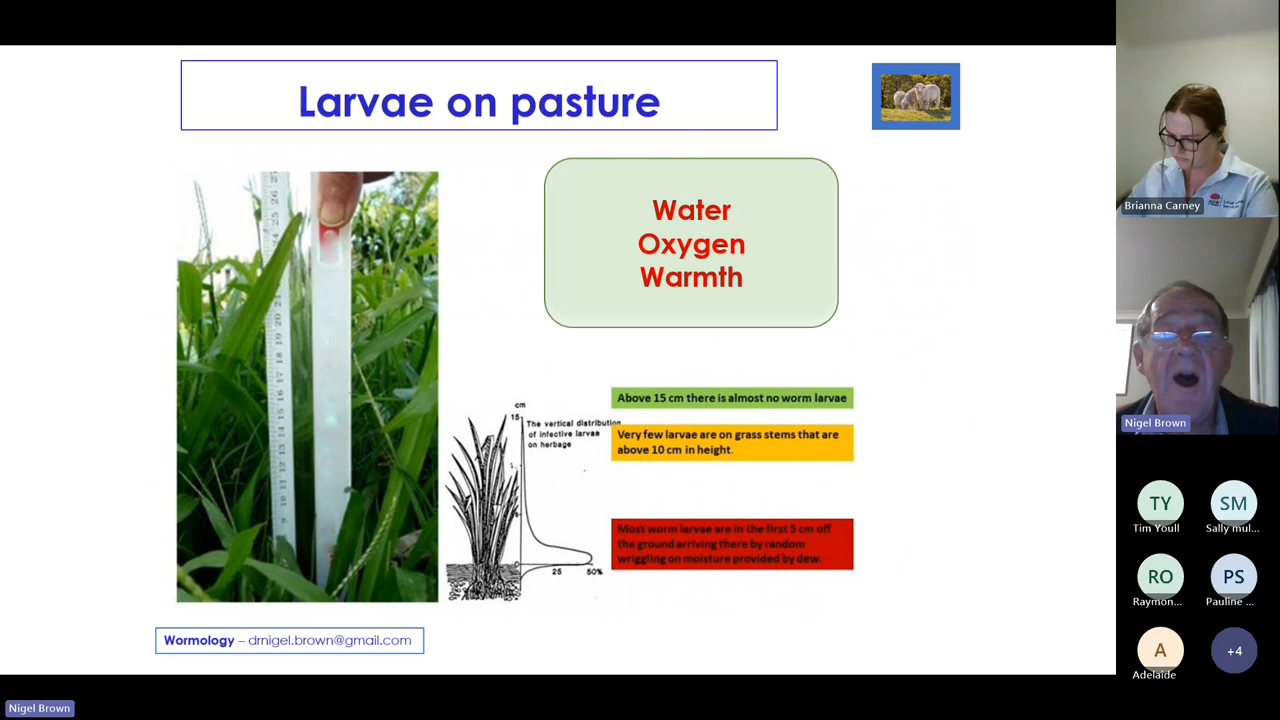 Larvae on pasture
Water
Oxygen
Warmth
cm
15
The vertical distribution
of infective larvae
on herbage
25
50%
Above 15 cm there is almost no worm larvae
Very few larvae are on grass stems that are
above 10 cm in height.
Most worm larvae are in the first 5 cm off
the ground arriving there by random
wriggling on moisture provided by dew.
Wormology – drnigel.brown@gmail.com
Nigel Brown
Brianna Carney
Nigel Brown
TY
Tim Youll
SM
Sally mul...
RO
Raymon...
PS
Pauline ...
A
Adelaide
+4